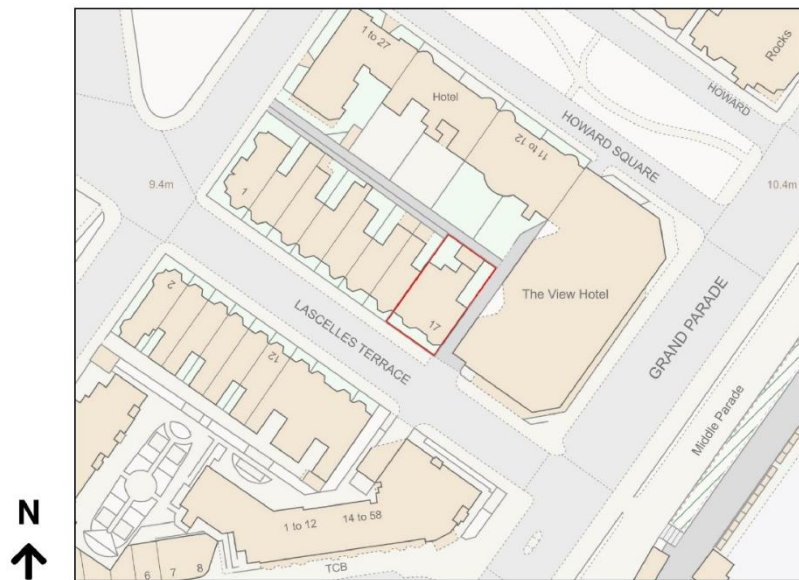 1 to 27
Rocks
Hotel
HOWARD
HOWARD SQUARE
11 to 12
9.4m
10.4m
1
The View Hotel
17
LASCELLES TERRACE
GRAND PARADE
2
12
Middle Parade
1 to 12
14 to 58
N
6
7
8
TCB